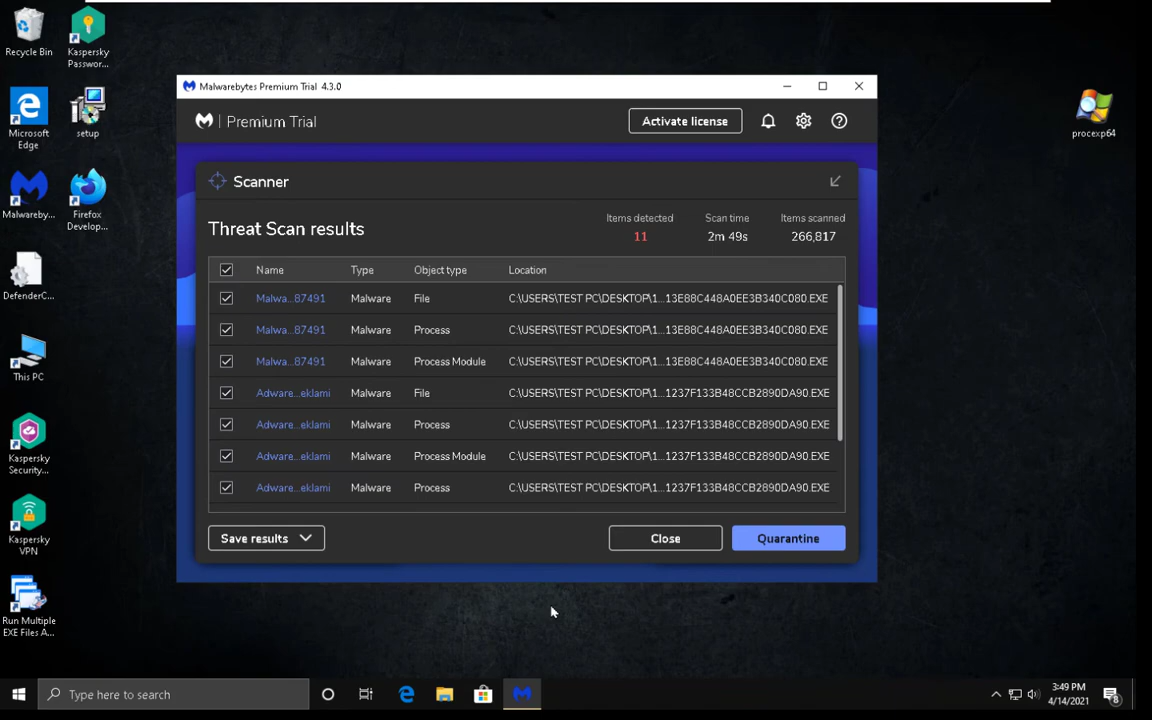 Recycle Bin
Kaspersky
Passwor...
Microsoft
Edge
setup
Malwareby...
Firefox
Develop...
DefenderC...
This PC
Kaspersky
Security...
Kaspersky
VPN
Run Multiple
EXE Files A...
procexp64
Malwarebytes Premium Trial 4.3.0
Premium Trial
Activate license
Scanner
Threat Scan results
Items detected
11
Scan time
2m 49s
Items scanned
266,817
Name Type Object type Location
Malwa...87491 Malware File C:\USERS\TEST PC\DESKTOP\1...13E88C448A0EE3B340C080.EXE
Malwa...87491 Malware Process C:\USERS\TEST PC\DESKTOP\1...13E88C448A0EE3B340C080.EXE
Malwa...87491 Malware Process Module C:\USERS\TEST PC\DESKTOP\1...13E88C448A0EE3B340C080.EXE
Adware...eklami Malware File C:\USERS\TEST PC\DESKTOP\1...1237F133B48CCB2890DA90.EXE
Adware...eklami Malware Process C:\USERS\TEST PC\DESKTOP\1...1237F133B48CCB2890DA90.EXE
Adware...eklami Malware Process Module C:\USERS\TEST PC\DESKTOP\1...1237F133B48CCB2890DA90.EXE
Adware...eklami Malware Process C:\USERS\TEST PC\DESKTOP\1...1237F133B48CCB2890DA90.EXE
Save results
Close
Quarantine
Type here to search
3:49 PM
4/14/2021
8